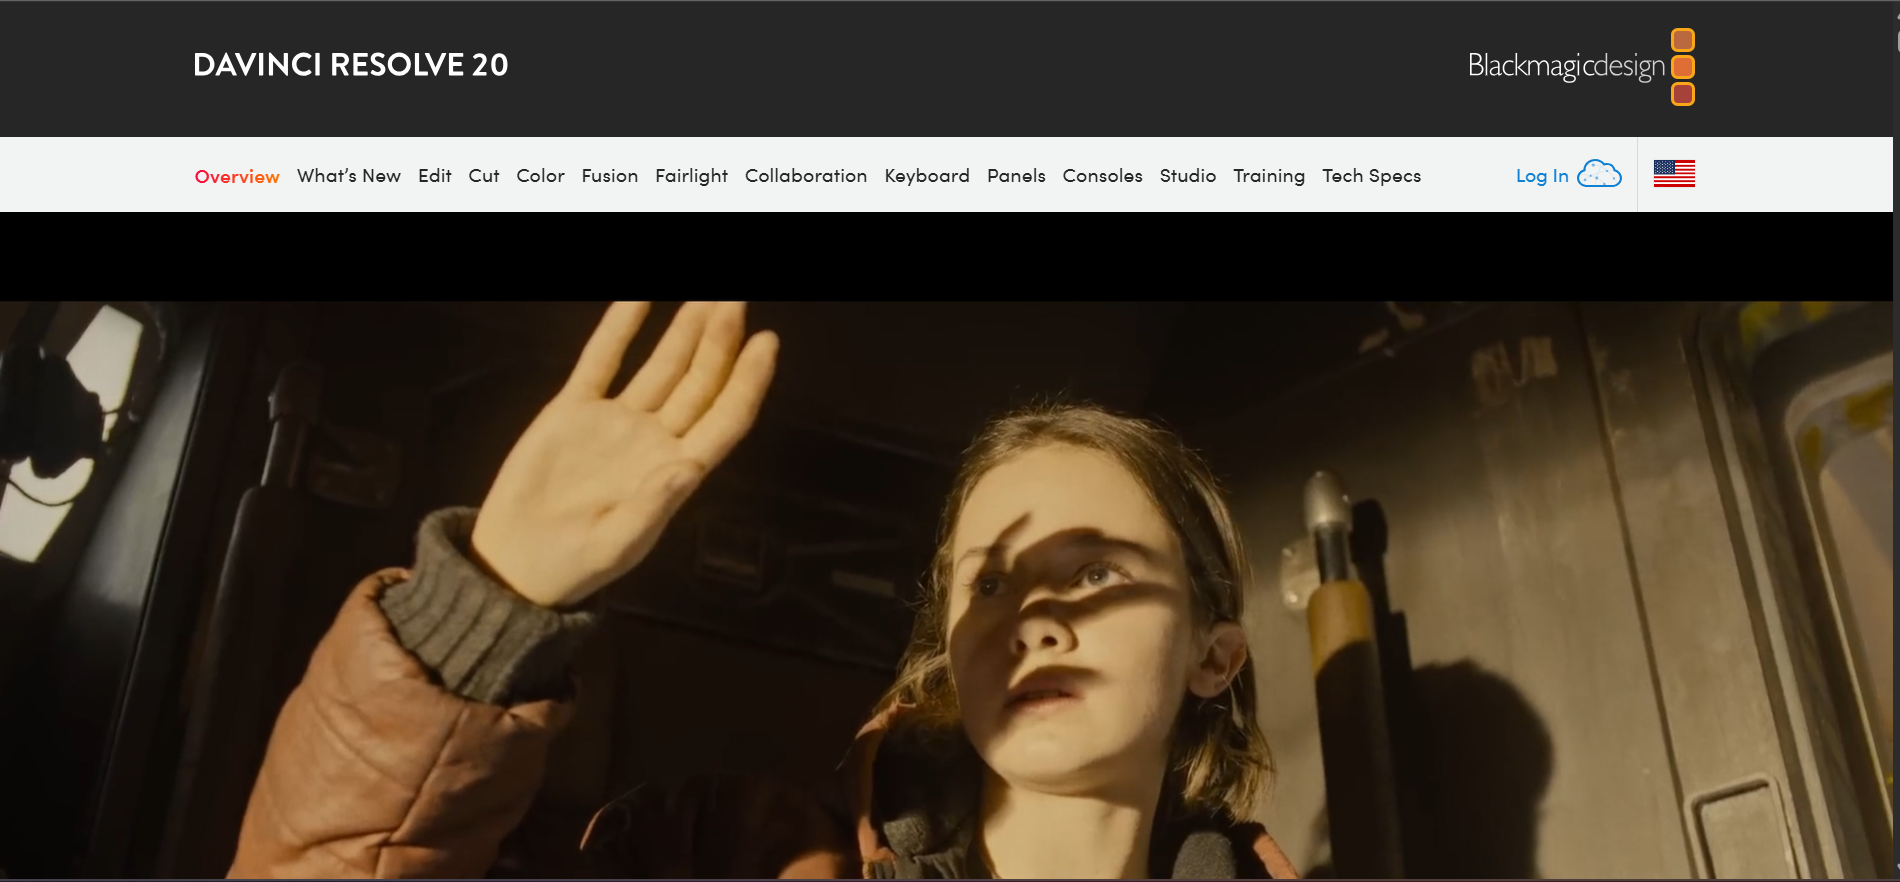 DAVINCI RESOLVE 20
Blackmagicdesign
Overview What’s New Edit Cut Color Fusion Fairlight Collaboration Keyboard Panels Consoles Studio Training Tech Specs Log In